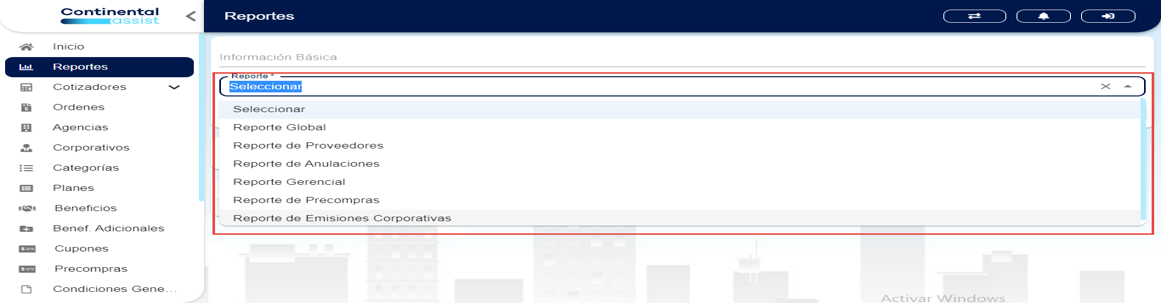 Continental
assist
Reportes
Inicio
Reportes
Cotizadores
Ordenes
Agencias
Corporativos
Categorías
Planes
Beneficios
Benef. Adicionales
Cupones
Precompras
Condiciones Gene...
Información Básica
Reporte *
Seleccionar
Seleccionar
Reporte Global
Reporte de Proveedores
Reporte de Anulaciones
Reporte Gerencial
Reporte de Precompras
Reporte de Emisiones Corporativas
Activar Windows